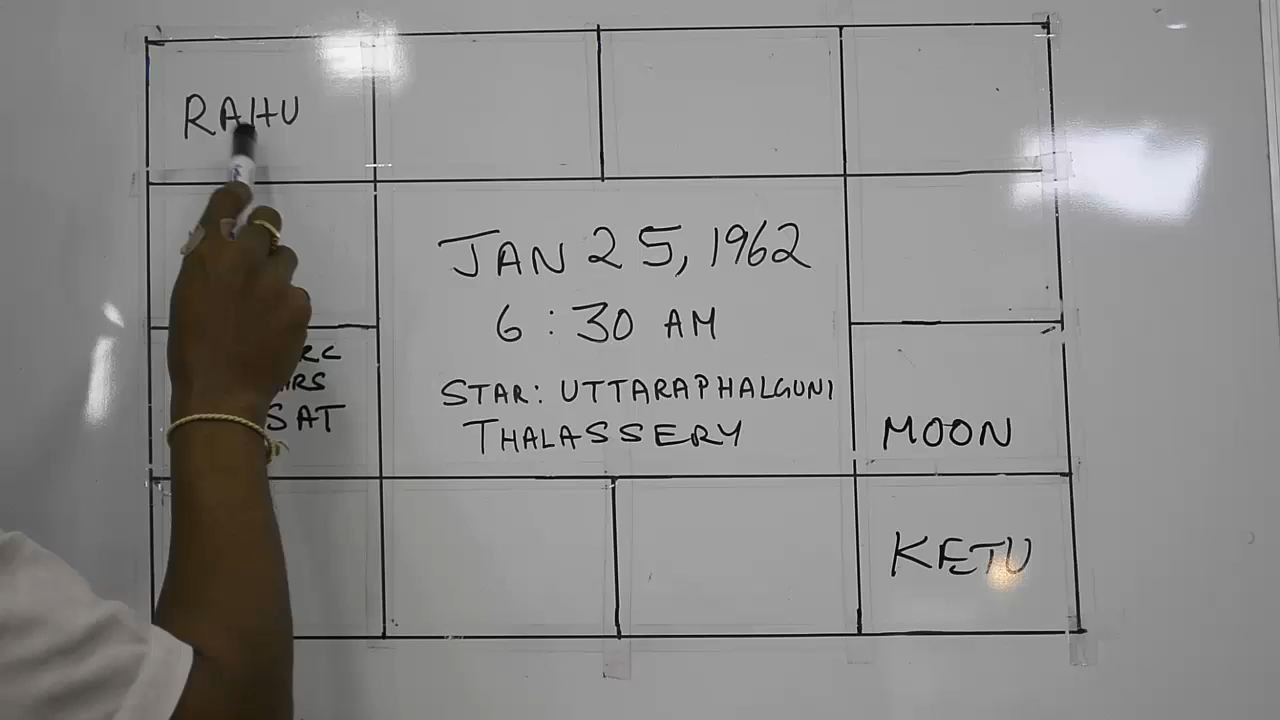 RAHU
JAN 25, 1962
6 : 30 AM
STAR: UTTARAPHALGUNI
THALASSERY
SAT
MOON
KETU